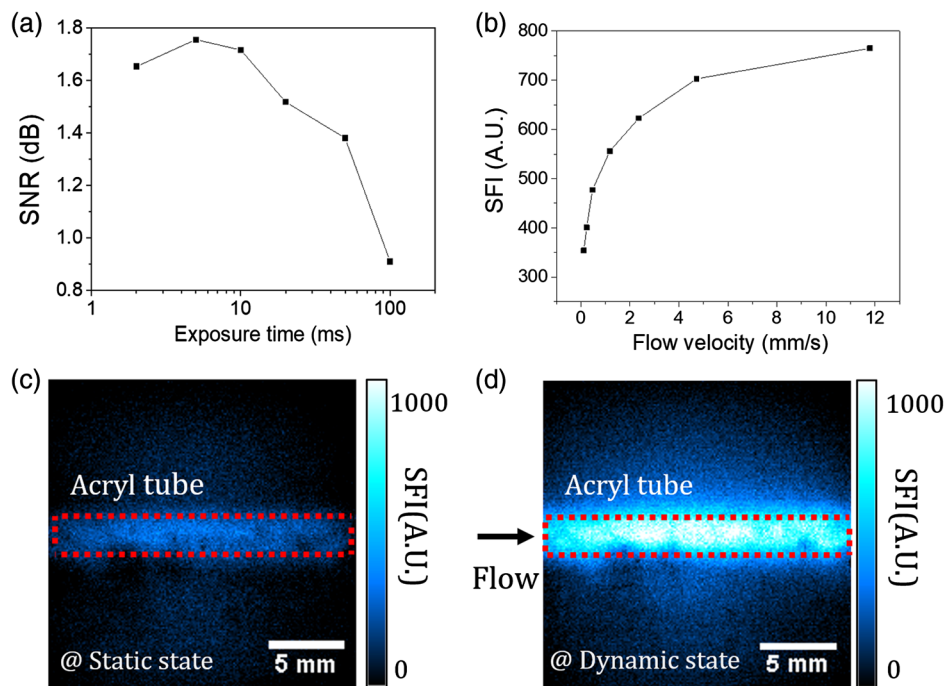 (a)
1.8
1.6
1.4
1.2
1.0
0.8
SNR (dB)
1 10 100
Exposure time (ms)
(b)
800
700
600
500
400
300
SFI (A.U.)
0 2 4 6 8 10 12
Flow velocity (mm/s)
(c)
Acryl tube
@ Static state
5 mm
1000
SFI(A.U.)
0
(d)
Acryl tube
Flow
@ Dynamic state
5 mm
1000
SFI(A.U.)
0